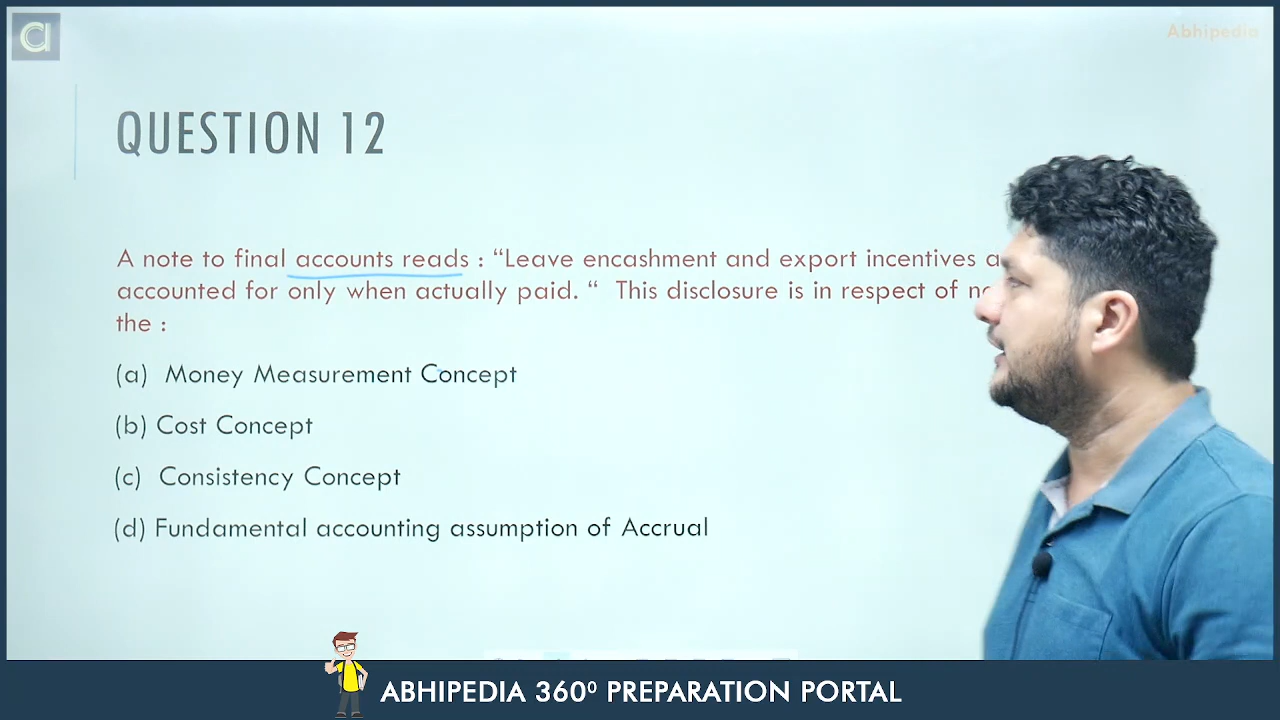 Abhipedia
QUESTION 12
A note to final accounts reads : “Leave encashment and export incentives
accounted for only when actually paid. “ This disclosure is in respect of
the :
(a) Money Measurement Concept
(b) Cost Concept
(c) Consistency Concept
(d) Fundamental accounting assumption of Accrual
ABHIPEDIA 360⁰ PREPARATION PORTAL